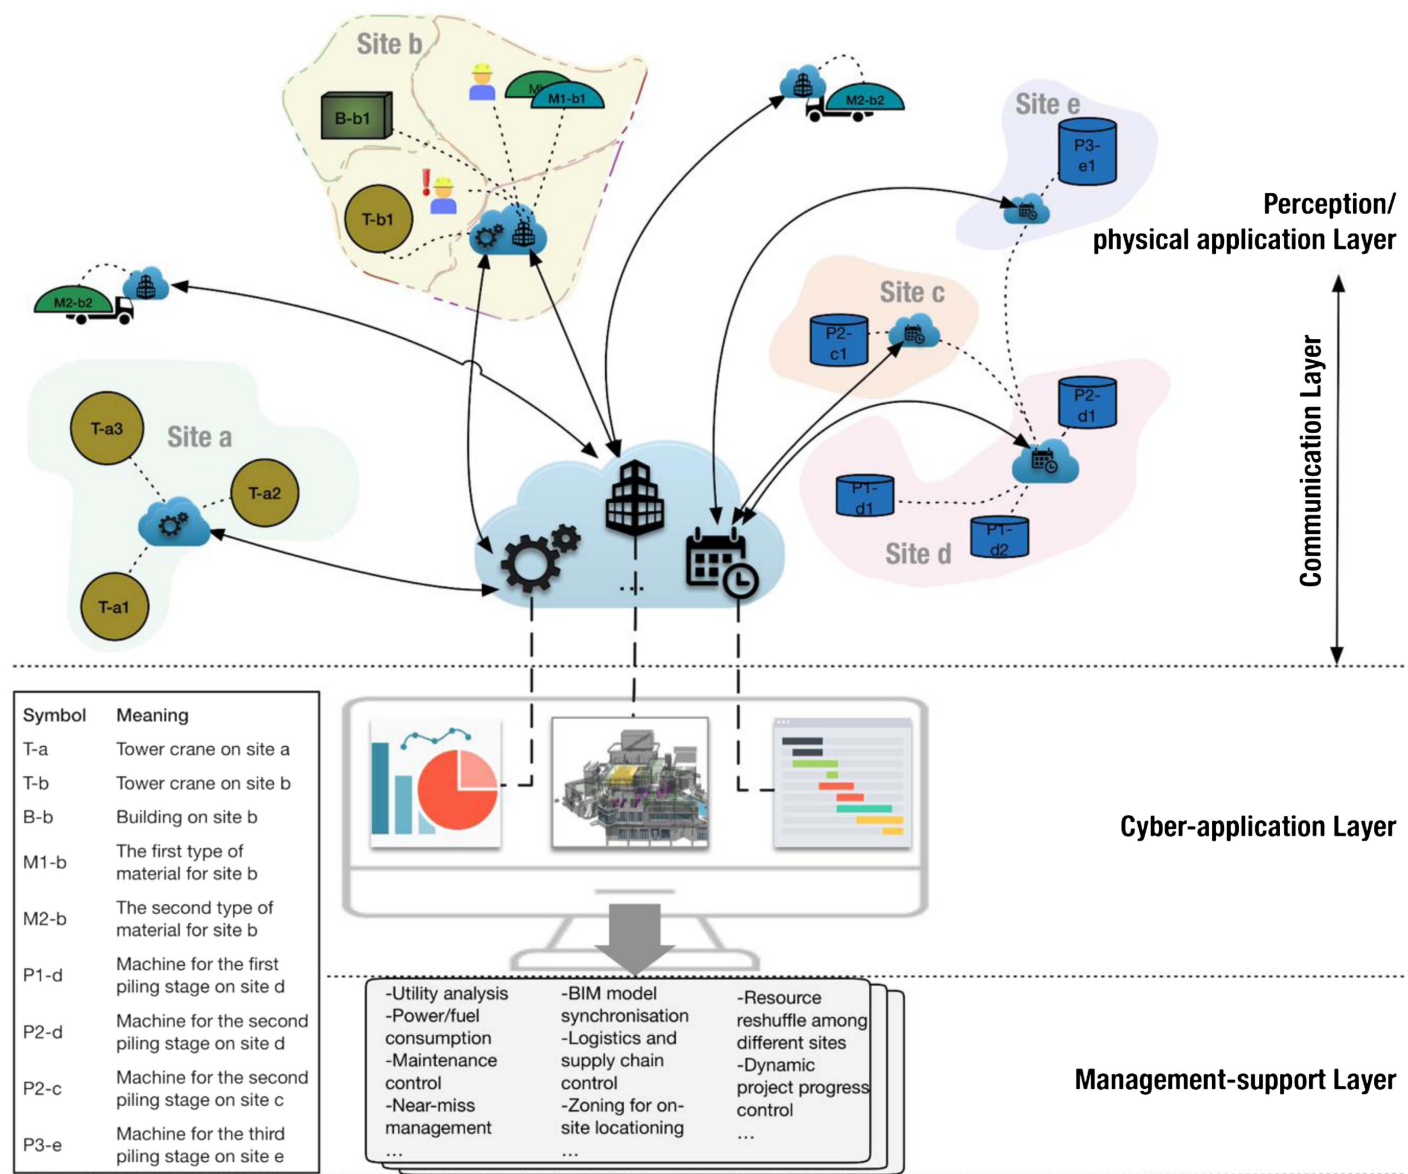 Site b
B-b1
M
M1-b1
T-b1
M2-b2
Site e
P3-
e1
Perception/
physical application Layer
M2-b2
Site c
P2-
c1
Communication Layer
Site a
T-a3
T-a2
T-a1
P2-
d1
P1-
d1
P1-
d2
Site d
...
Symbol Meaning
T-a Tower crane on site a
T-b Tower crane on site b
B-b Building on site b
M1-b The first type of
material for site b
M2-b The second type of
material for site b
P1-d Machine for the first
piling stage on site d
P2-d Machine for the second
piling stage on site d
P2-c Machine for the second
piling stage on site c
P3-e Machine for the third
piling stage on site e
Cyber-application Layer
-Utility analysis
-Power/fuel
consumption
-Maintenance
control
-Near-miss
management
...
-BIM model
synchronisation
-Logistics and
supply chain
control
-Zoning for on-
site locationing
...
-Resource
reshuffle among
different sites
-Dynamic
project progress
control
...
Management-support Layer